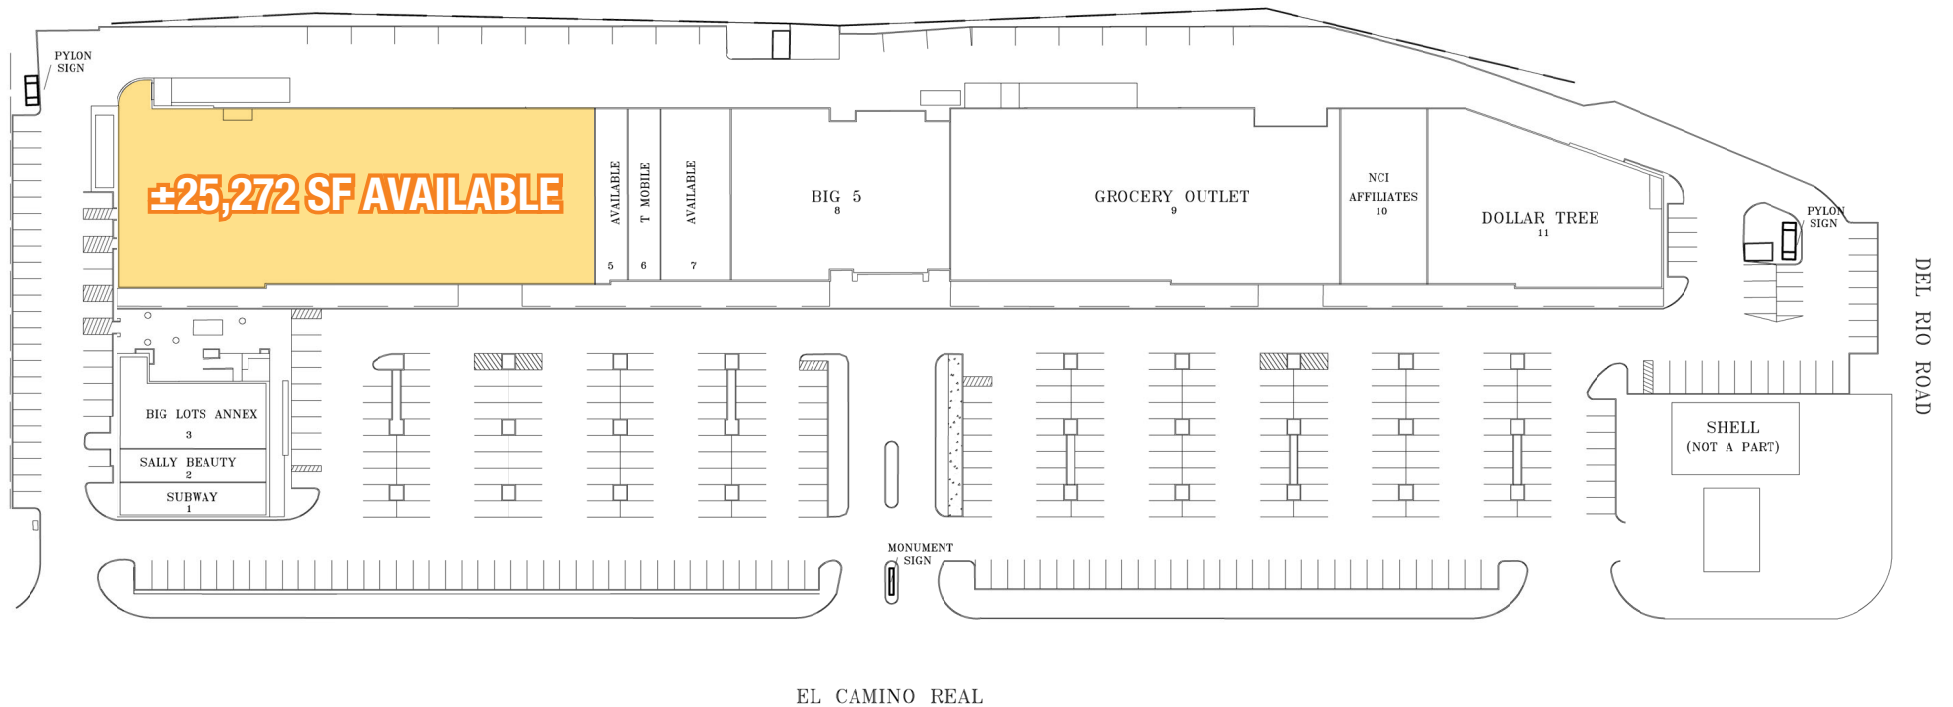 PYLON
SIGN
±25,272 SF AVAILABLE
AVAILABLE
5
T MOBILE
6
AVAILABLE
7
BIG 5
8
GROCERY OUTLET
9
NCI
AFFILIATES
10
DOLLAR TREE
11
PYLON
SIGN
DEL RIO ROAD
BIG LOTS ANNEX
3
SALLY BEAUTY
2
SUBWAY
1
SHELL
(NOT A PART)
MONUMENT
SIGN
EL CAMINO REAL